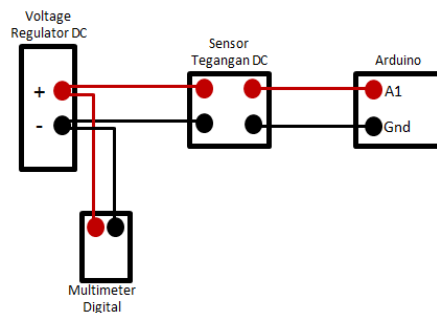 Voltage
Regulator DC
+
-
Sensor
Tegangan DC
Arduino
A1
Gnd
Multimeter
Digital